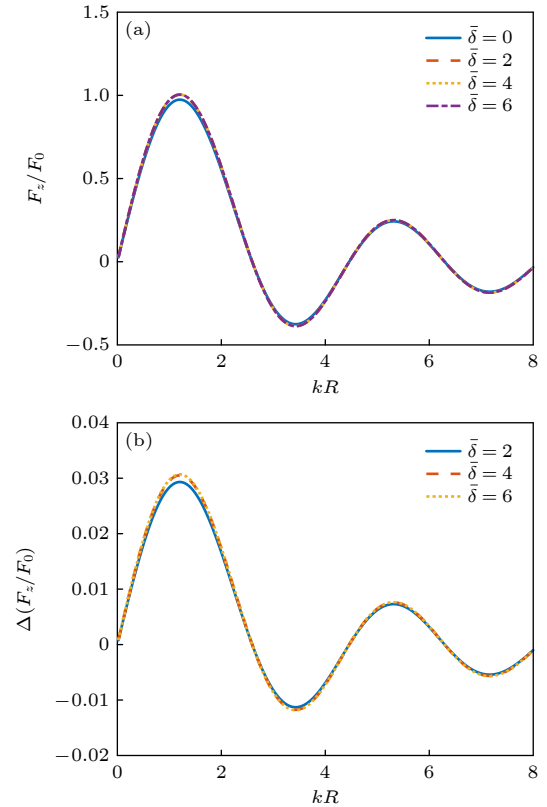 (a)
1.5
1.0
0.5
0
−0.5
F_z/F_0
δ̄ = 0
δ̄ = 2
δ̄ = 4
δ̄ = 6
0 2 4 6 8
kR
(b)
0.04
0.03
0.02
0.01
0
−0.01
−0.02
Δ(F_z/F_0)
δ̄ = 2
δ̄ = 4
δ̄ = 6
0 2 4 6 8
kR